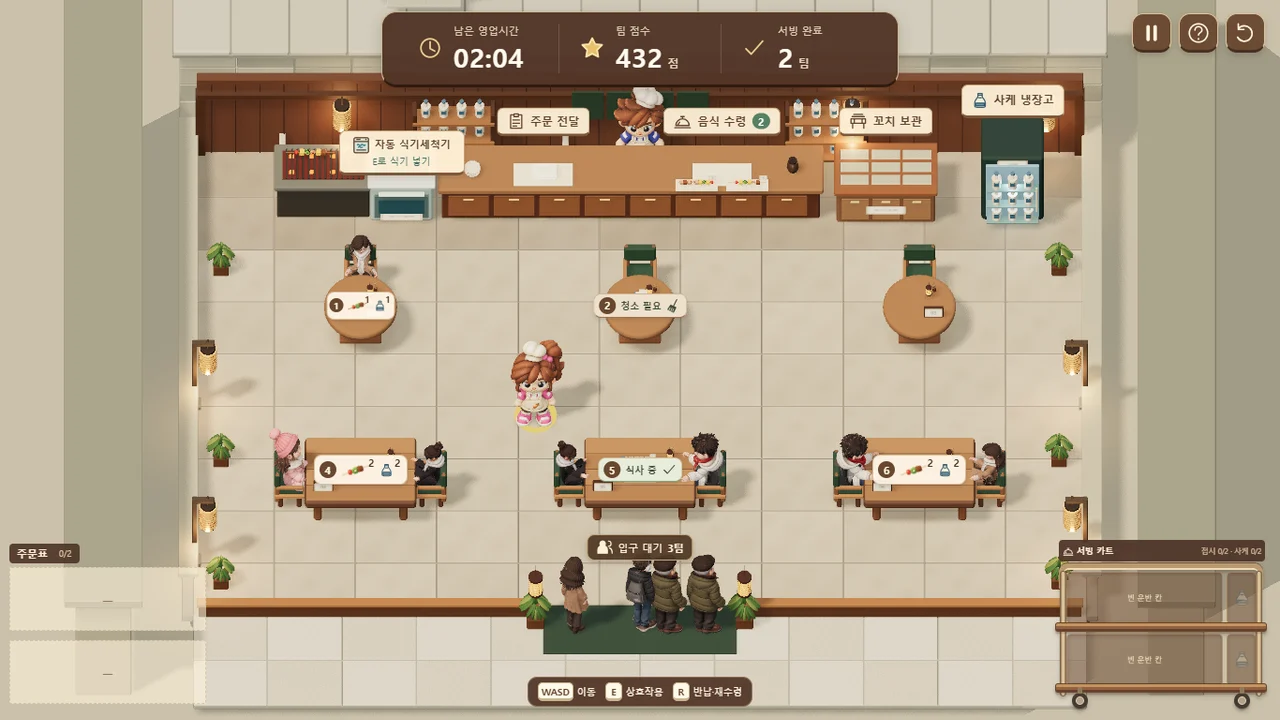 남은 영업시간
02:04
팀 점수
432 점
서빙 완료
2 팀
주문 전달
음식 수령 2
꼬치 보관
사케 냉장고
자동 식기세척기
E로 식기 넣기
1 1 1
2 청소 필요
4 2 2
5 식사 중
6 2 2
입구 대기 3팀
주문표 0/2
—
—
서빙 카트 접시 0/2 · 사케 0/2
빈 운반 칸
빈 운반 칸
WASD 이동 E 상호작용 R 반납·재수령